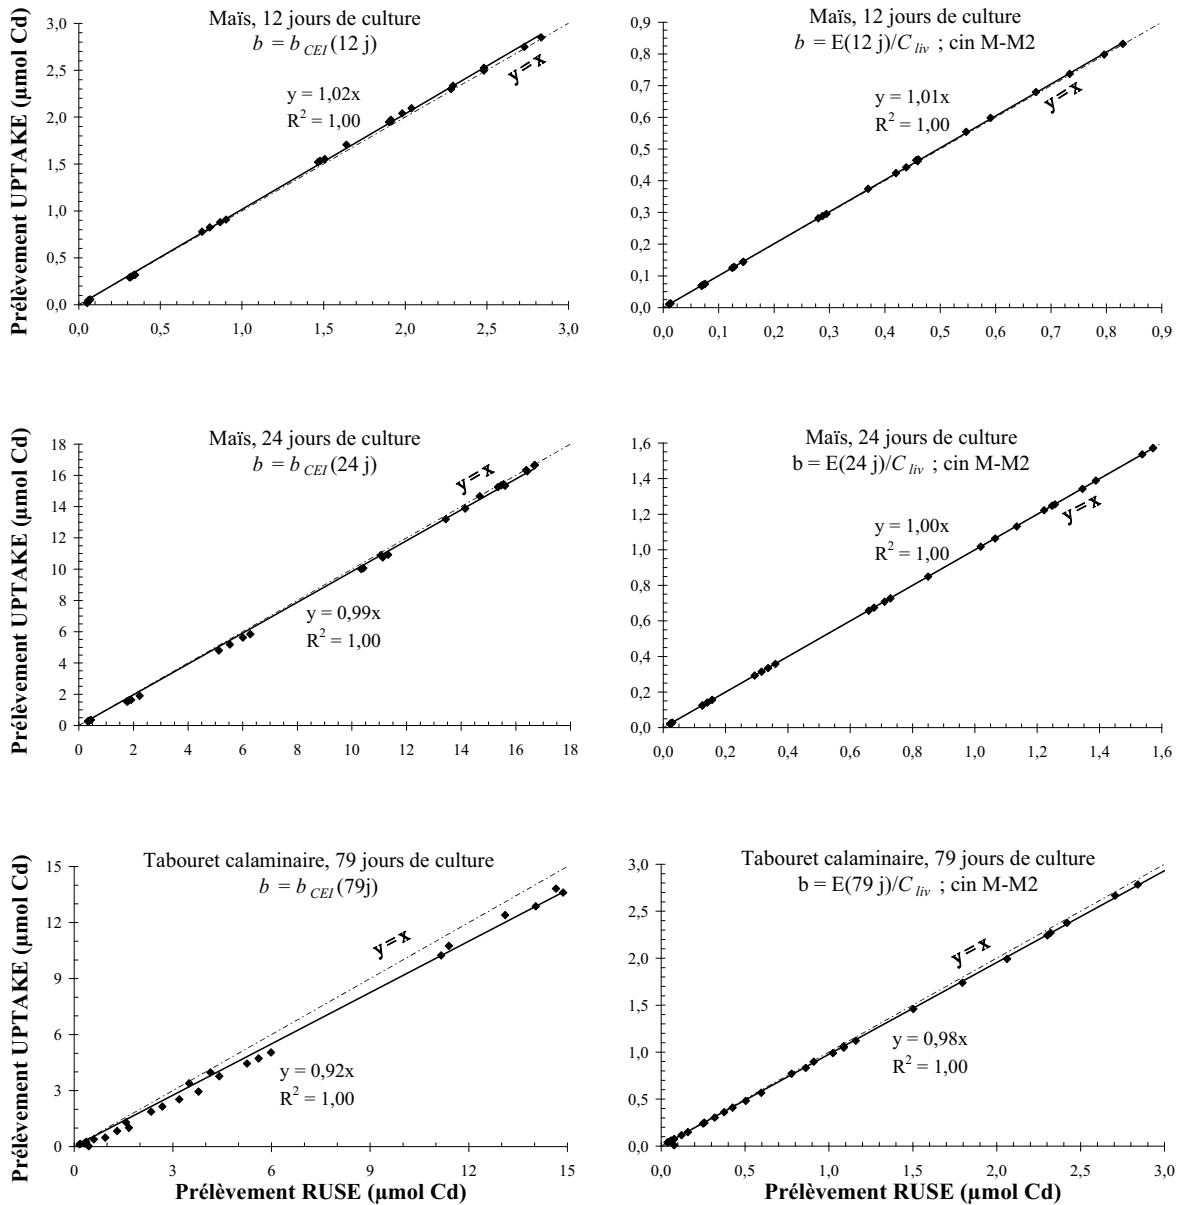 Maïs, 12 jours de culture
b = b CEI (12 j)
Prélèvement UPTAKE (µmol Cd)
3,0
2,5
2,0
1,5
1,0
0,5
0,0
0,0 0,5 1,0 1,5 2,0 2,5 3,0
y = 1,02x
R² = 1,00
y=x
Maïs, 12 jours de culture
b = E(12 j)/C liv ; cin M-M2
0,9
0,8
0,7
0,6
0,5
0,4
0,3
0,2
0,1
0,0
0,0 0,1 0,2 0,3 0,4 0,5 0,6 0,7 0,8 0,9
y = 1,01x
R² = 1,00
y=x
Maïs, 24 jours de culture
b = b CEI (24 j)
Prélèvement UPTAKE (µmol Cd)
18
16
14
12
10
8
6
4
2
0
0 2 4 6 8 10 12 14 16 18
y = 0,99x
R² = 1,00
y=x
Maïs, 24 jours de culture
b = E(24 j)/C liv ; cin M-M2
1,6
1,4
1,2
1,0
0,8
0,6
0,4
0,2
0,0
0,0 0,2 0,4 0,6 0,8 1,0 1,2 1,4 1,6
y = 1,00x
R² = 1,00
y=x
Tabouret calaminaire, 79 jours de culture
b = b CEI (79j)
Prélèvement UPTAKE (µmol Cd)
15
12
9
6
3
0
0 3 6 9 12 15
y = 0,92x
R² = 1,00
y=x
Prélèvement RUSE (µmol Cd)
Tabouret calaminaire, 79 jours de culture
b = E(79 j)/C liv ; cin M-M2
3,0
2,5
2,0
1,5
1,0
0,5
0,0
0,0 0,5 1,0 1,5 2,0 2,5 3,0
y = 0,98x
R² = 1,00
y=x
Prélèvement RUSE (µmol Cd)